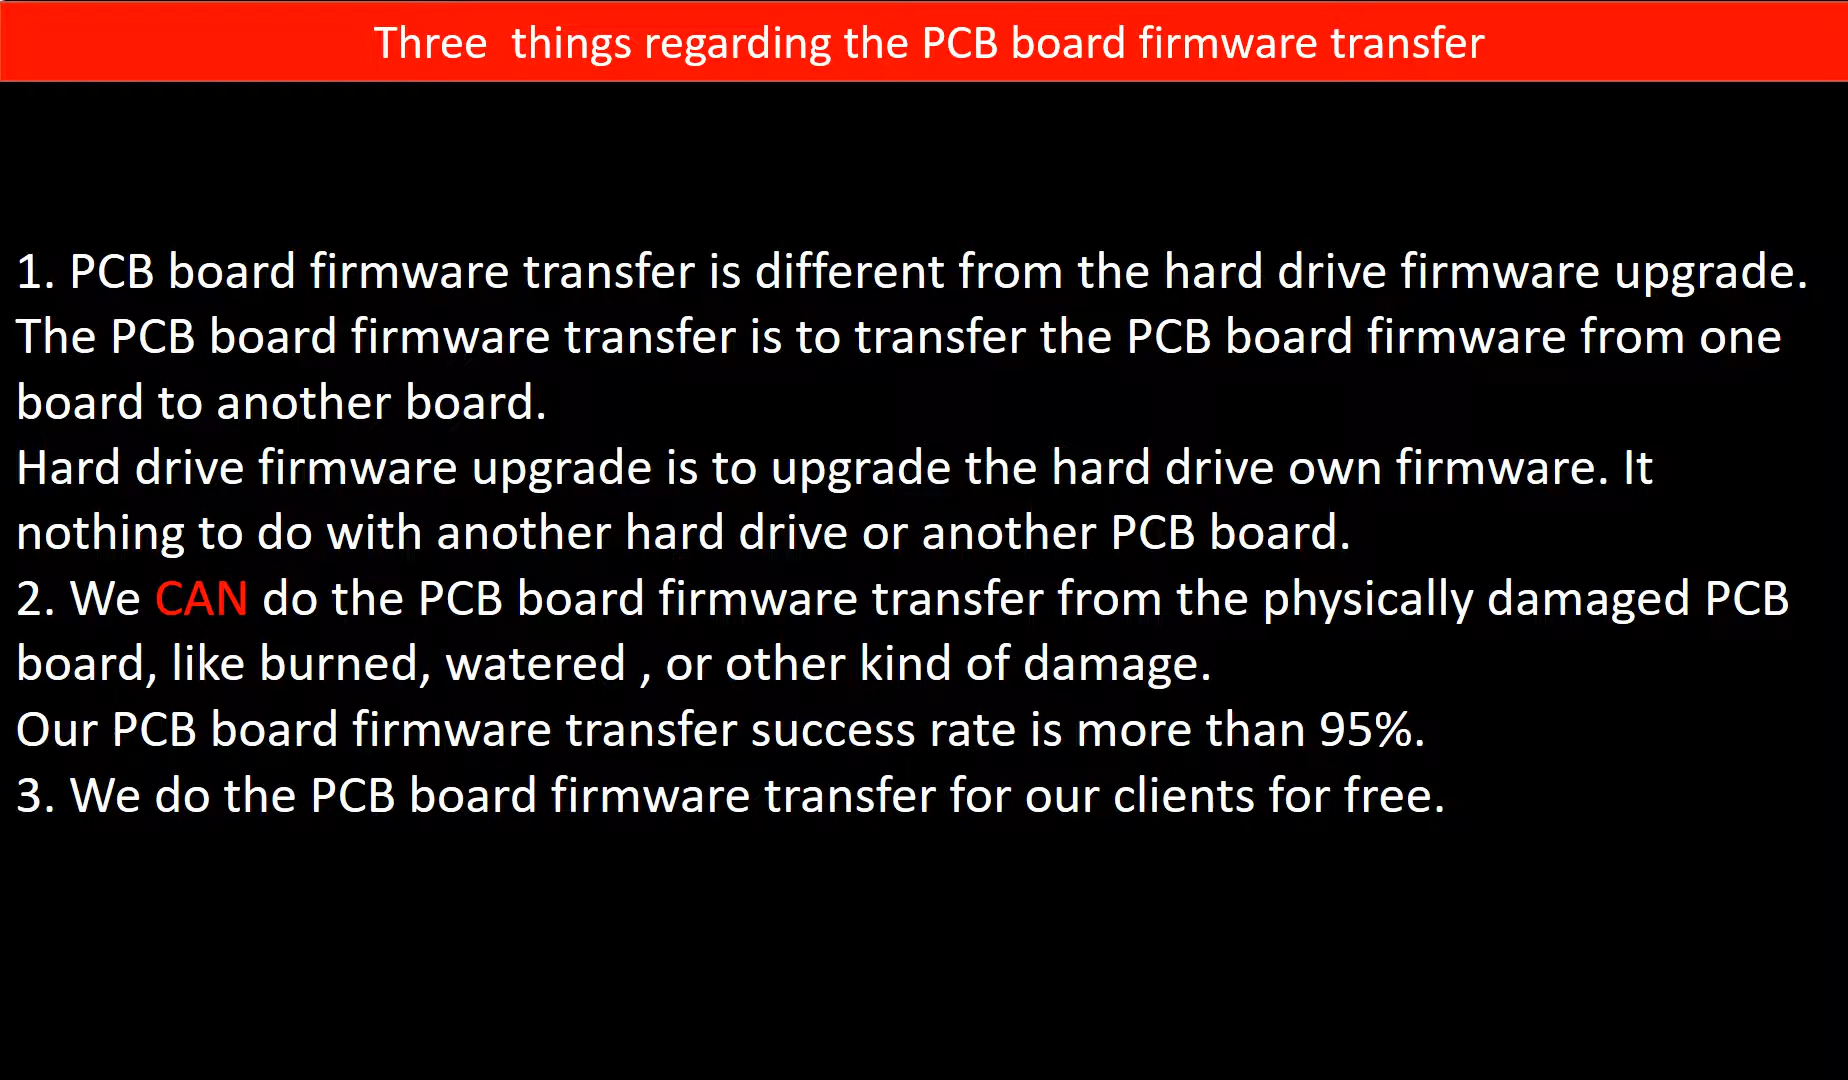 Three  things regarding the PCB board firmware transfer
1. PCB board firmware transfer is different from the hard drive firmware upgrade.
The PCB board firmware transfer is to transfer the PCB board firmware from one
board to another board.
Hard drive firmware upgrade is to upgrade the hard drive own firmware. It
nothing to do with another hard drive or another PCB board.
2. We CAN do the PCB board firmware transfer from the physically damaged PCB
board, like burned, watered , or other kind of damage.
Our PCB board firmware transfer success rate is more than 95%.
3. We do the PCB board firmware transfer for our clients for free.